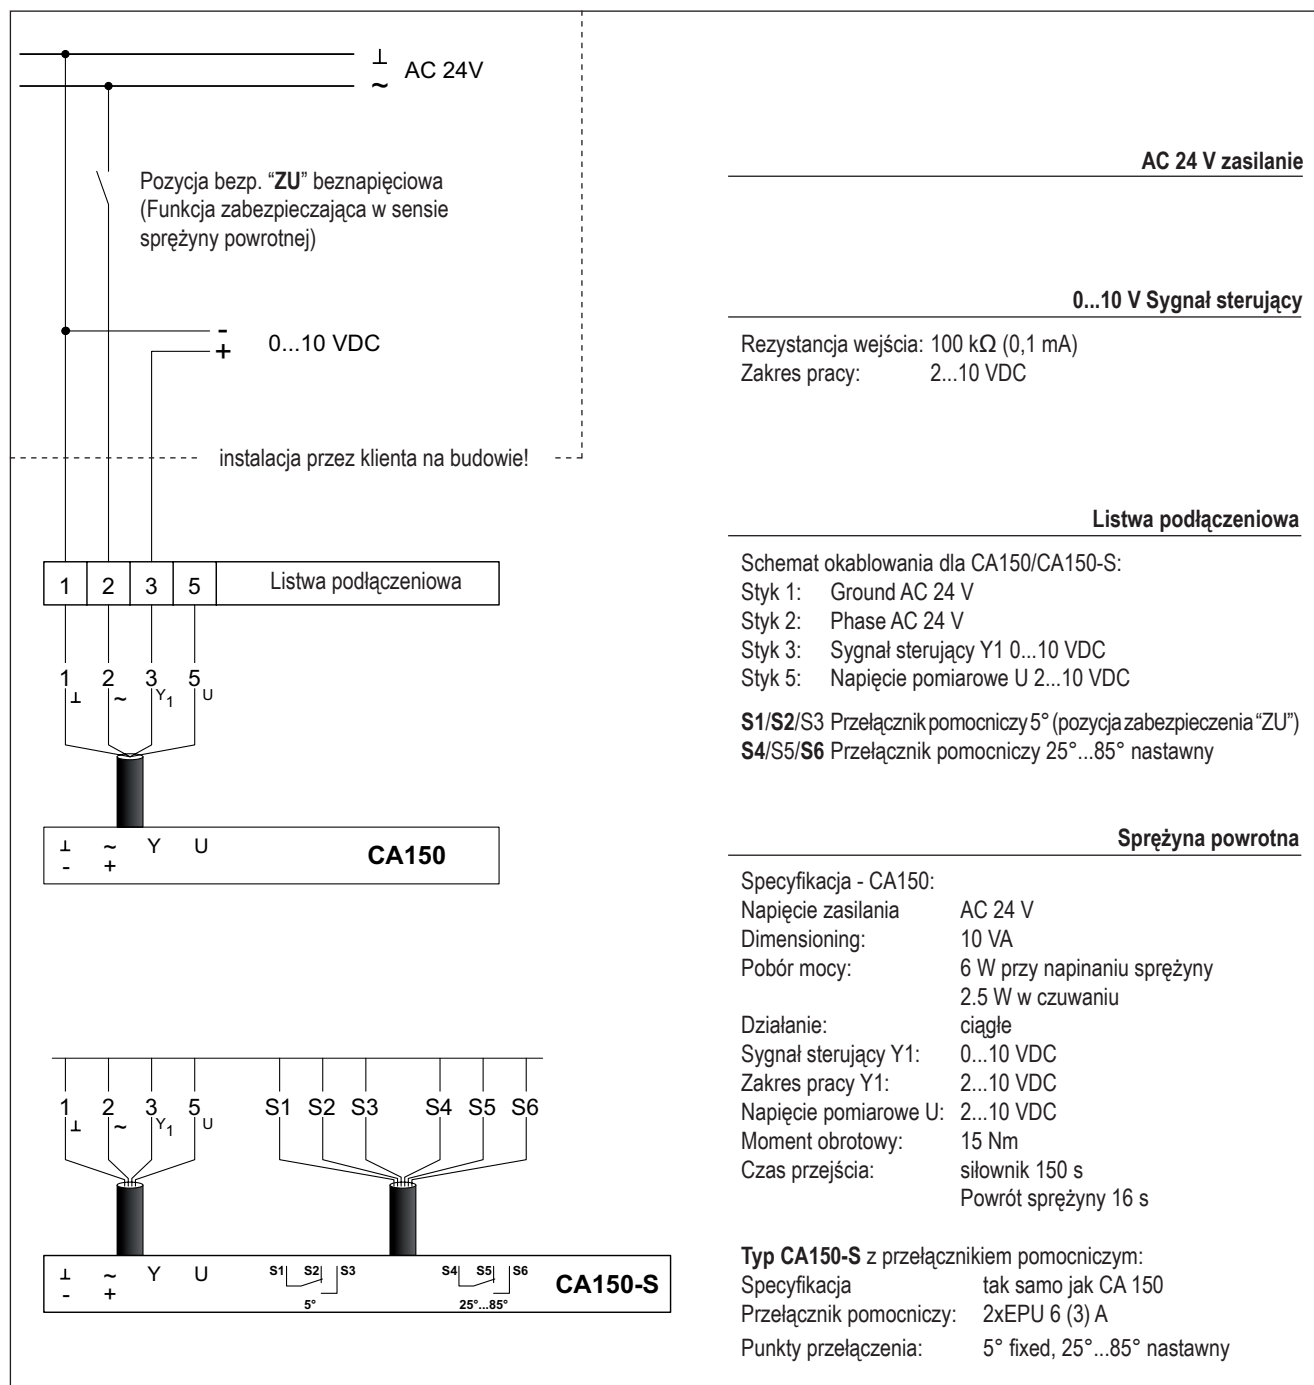 ⊥
AC 24V
~
Pozycja bezp. “ZU” beznapięciowa
(Funkcja zabezpieczająca w sensie
sprężyny powrotnej)
-
+
0...10 VDC
instalacja przez klienta na budowie!
1 2 3 5 Listwa podłączeniowa
1 2 3 5
⊥ ~ Y1 U
⊥ ~ Y U
- +
CA150
1 2 3 5 S1 S2 S3 S4 S5 S6
⊥ ~ Y1 U
⊥ ~ Y U S1 S2 S3 S4 S5 S6
- + 5° 25°...85°
CA150-S
AC 24 V zasilanie
0...10 V Sygnał sterujący
Rezystancja wejścia: 100 kΩ (0,1 mA)
Zakres pracy: 2...10 VDC
Listwa podłączeniowa
Schemat okablowania dla CA150/CA150-S:
Styk 1: Ground AC 24 V
Styk 2: Phase AC 24 V
Styk 3: Sygnał sterujący Y1 0...10 VDC
Styk 5: Napięcie pomiarowe U 2...10 VDC
S1/S2/S3 Przełącznik pomocniczy 5° (pozycja zabezpieczenia “ZU”)
S4/S5/S6 Przełącznik pomocniczy 25°...85° nastawny
Sprężyna powrotna
Specyfikacja - CA150:
Napięcie zasilania AC 24 V
Dimensioning: 10 VA
Pobór mocy: 6 W przy napinaniu sprężyny
2.5 W w czuwaniu
Działanie: ciągłe
Sygnał sterujący Y1: 0...10 VDC
Zakres pracy Y1: 2...10 VDC
Napięcie pomiarowe U: 2...10 VDC
Moment obrotowy: 15 Nm
Czas przejścia: siłownik 150 s
Powrót sprężyny 16 s
Typ CA150-S z przełącznikiem pomocniczym:
Specyfikacja tak samo jak CA 150
Przełącznik pomocniczy: 2xEPU 6 (3) A
Punkty przełączenia: 5° fixed, 25°...85° nastawny